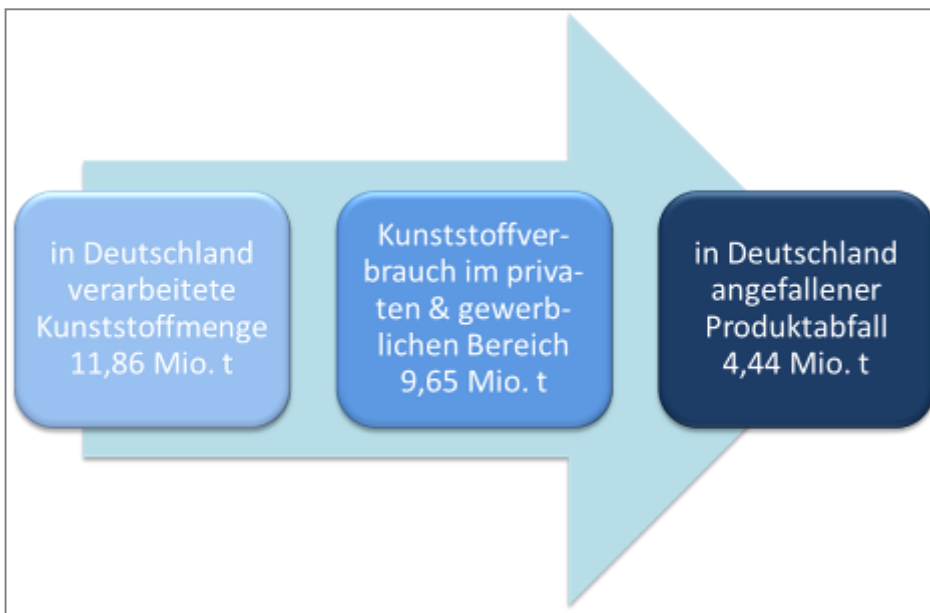 in Deutschland
verarbeitete
Kunststoffmenge
11,86 Mio. t
Kunststoffver-
brauch im priva-
ten & gewerb-
lichen Bereich
9,65 Mio. t
in Deutschland
angefallener
Produktabfall
4,44 Mio. t